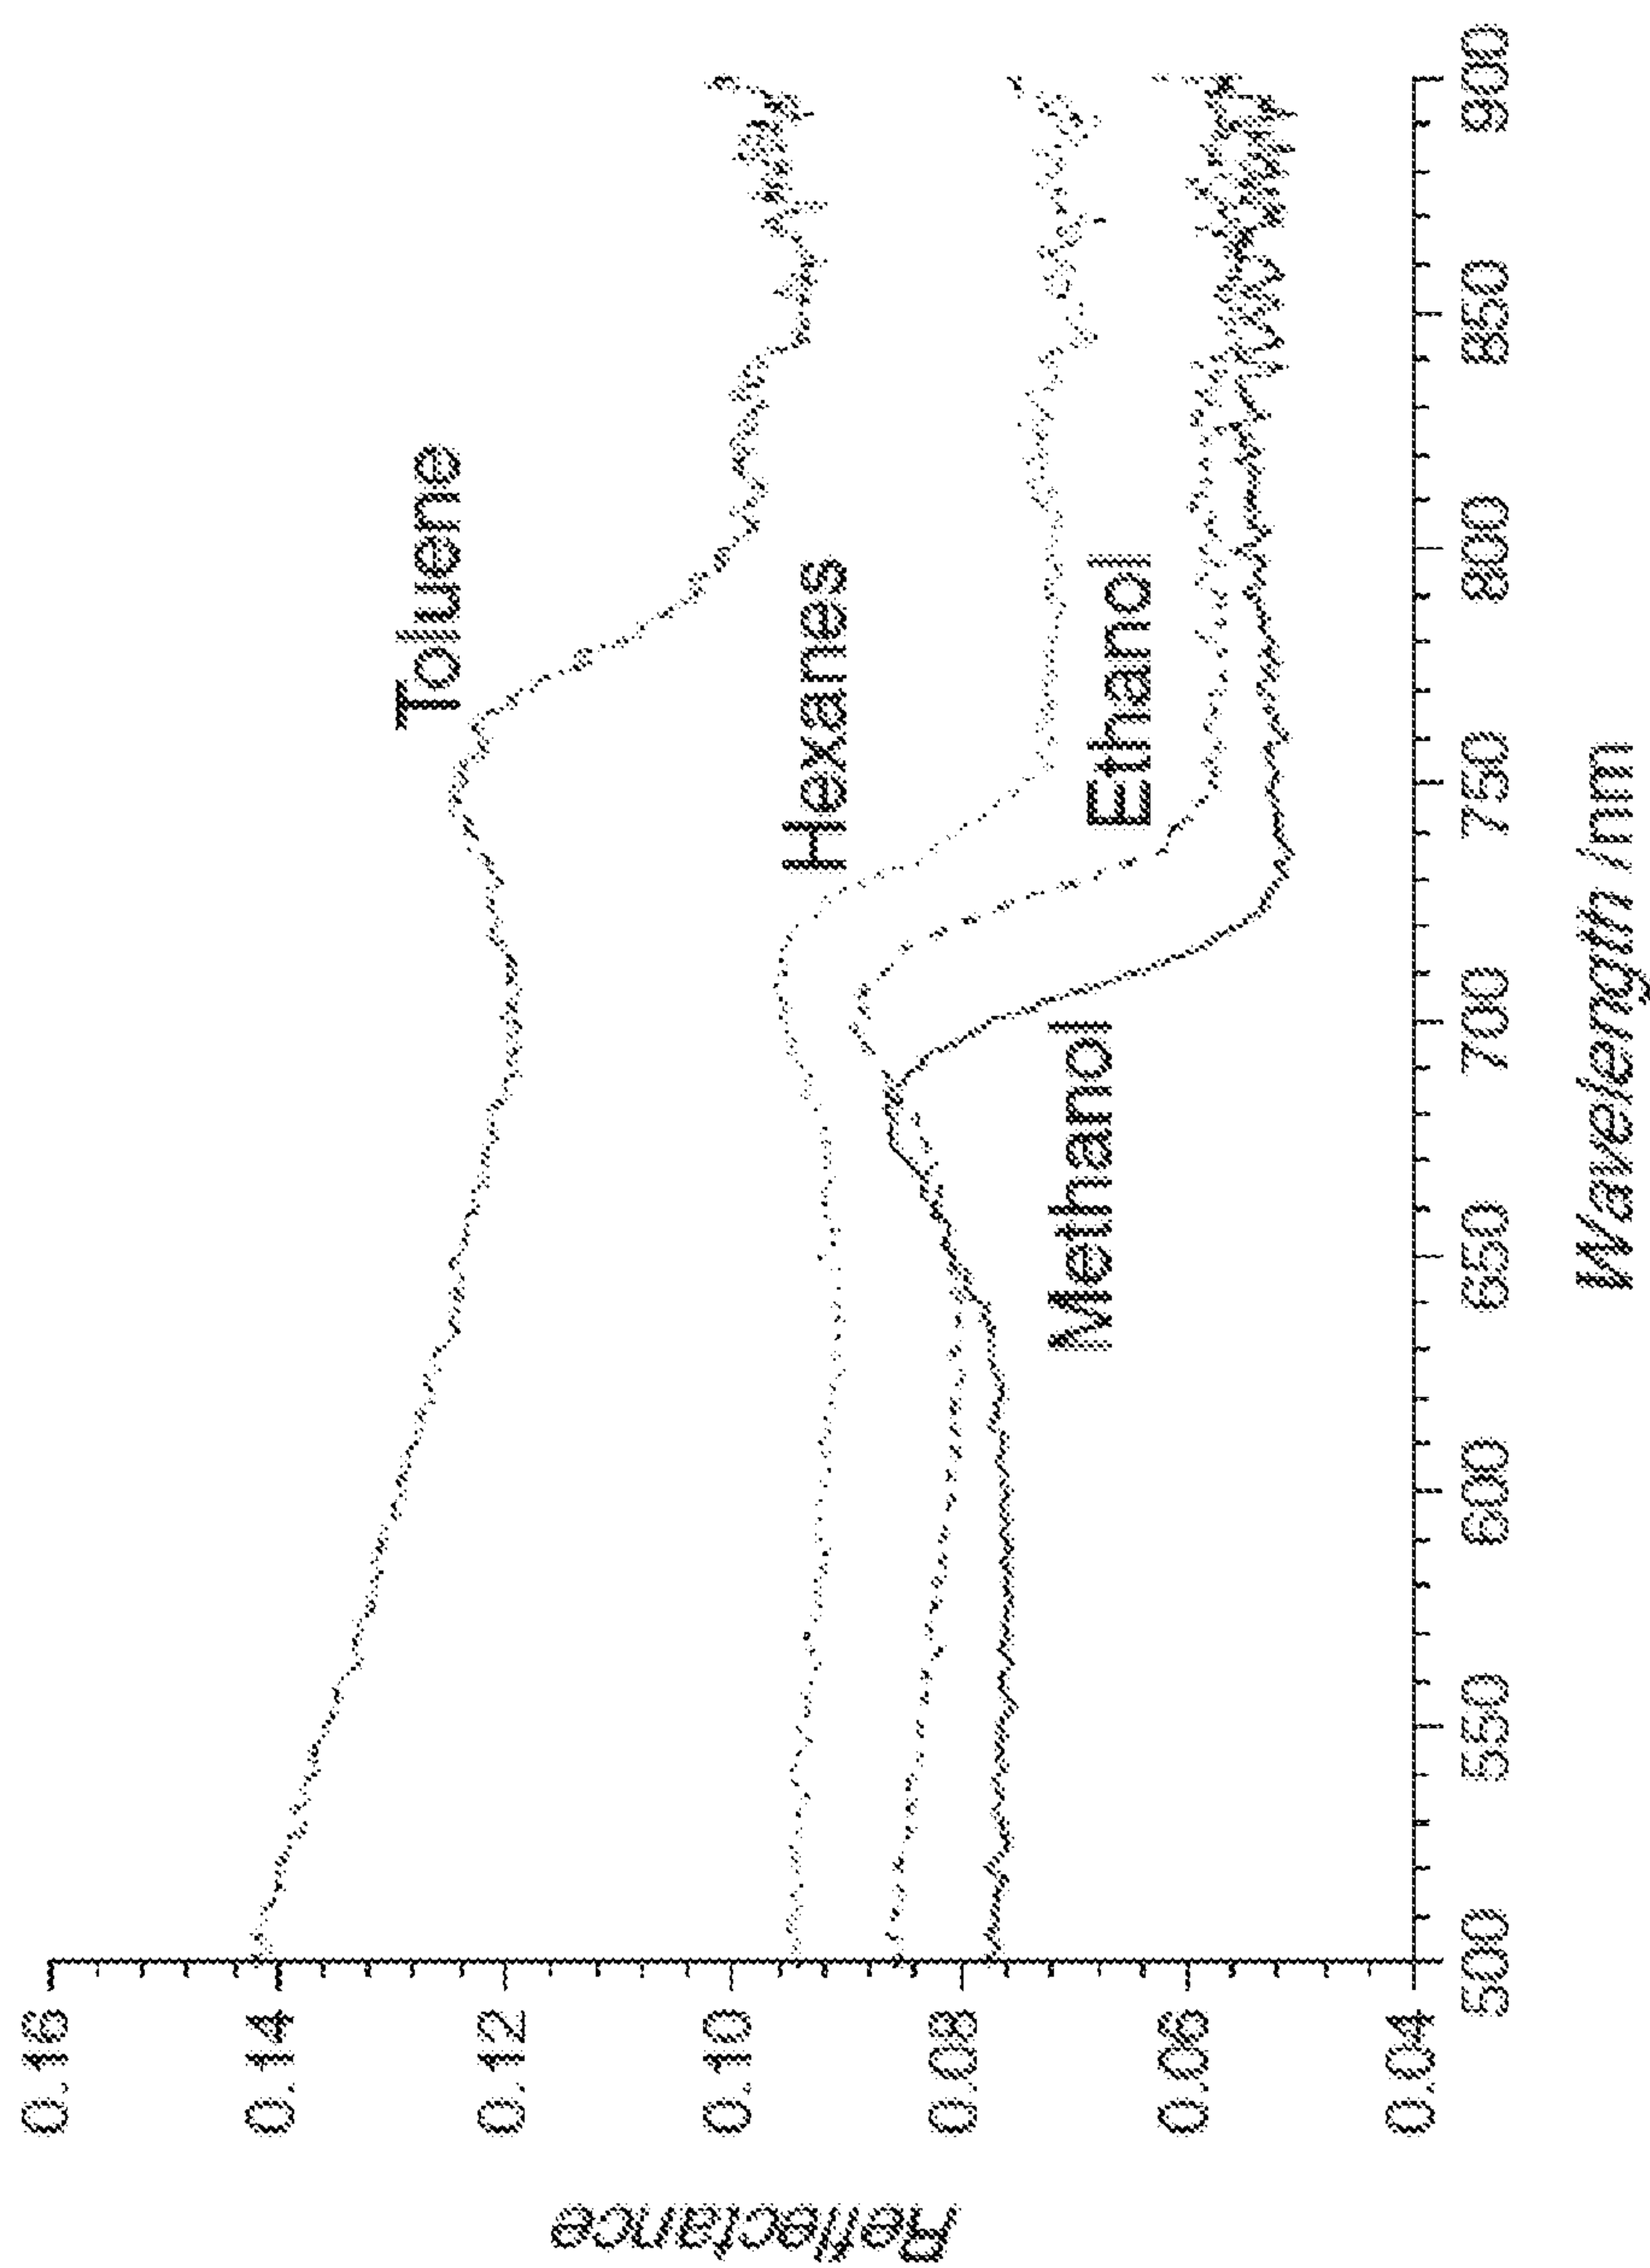 Reflectance
0.16
0.14
0.12
0.10
0.08
0.06
0.04
Toluene
Hexanes
Ethanol
Methanol
500 550 600 650 700 750 800 850 900
Wavelength /nm